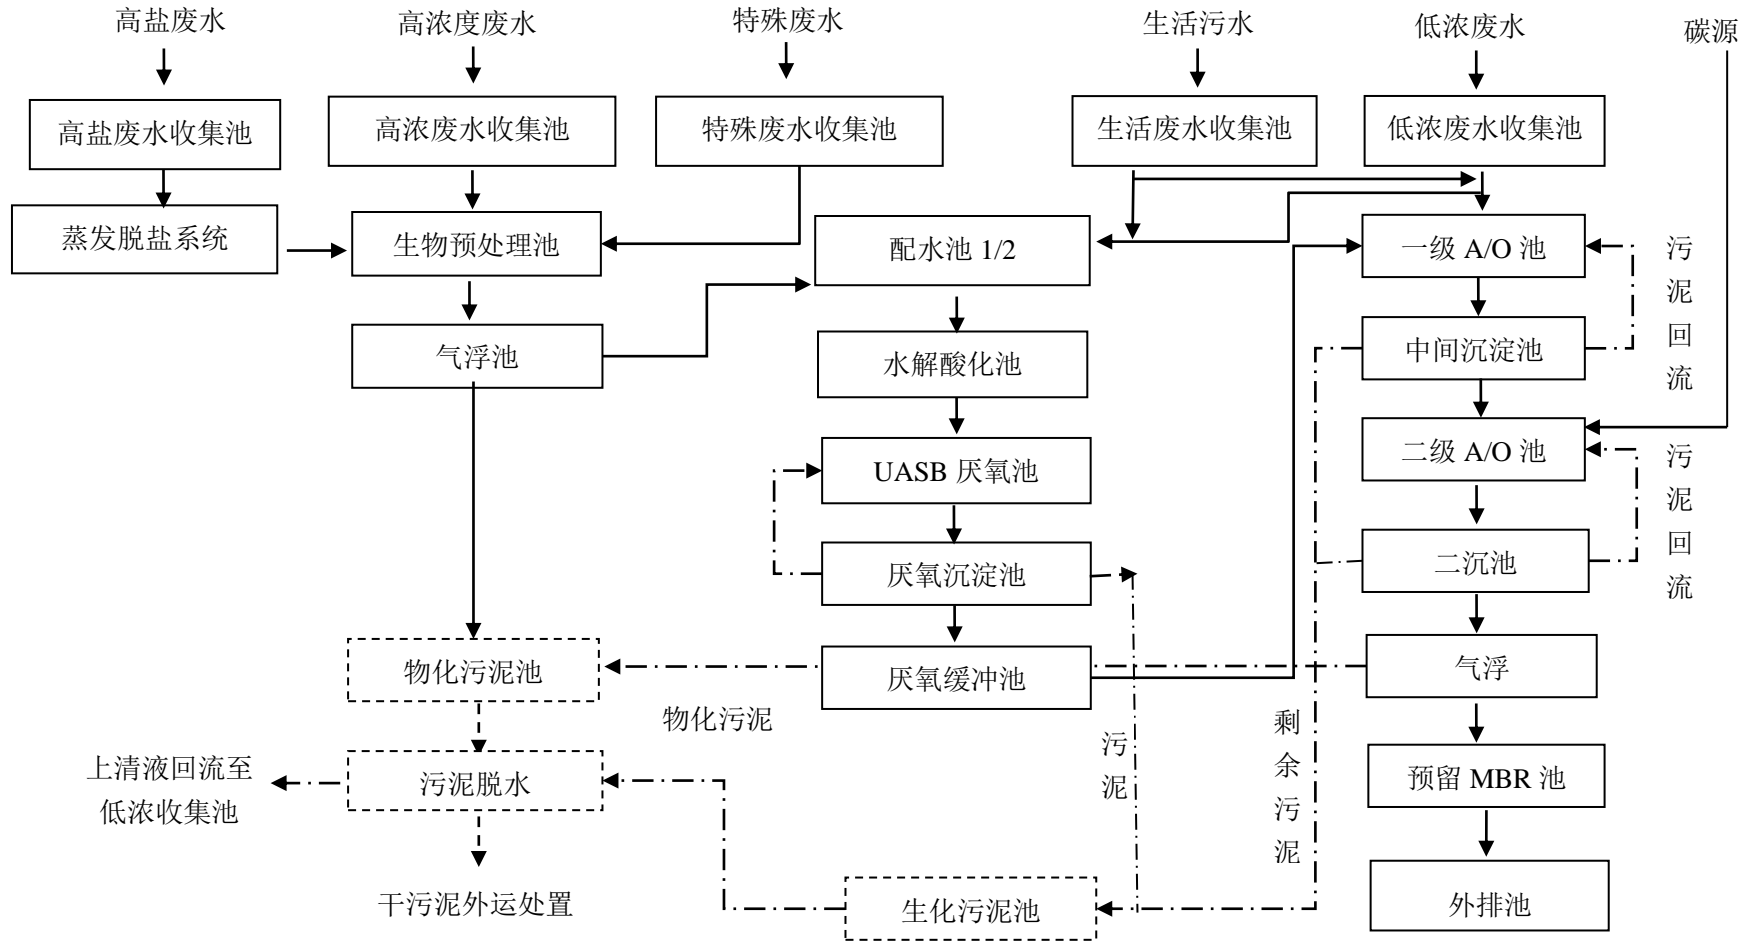 高盐废水
高浓度废水
特殊废水
生活污水
低浓废水
碳源
高盐废水收集池
高浓废水收集池
特殊废水收集池
生活废水收集池
低浓废水收集池
蒸发脱盐系统
生物预处理池
配水池 1/2
一级 A/O 池
污泥回流
气浮池
水解酸化池
中间沉淀池
UASB 厌氧池
二级 A/O 池
污泥回流
厌氧沉淀池
二沉池
物化污泥池
厌氧缓冲池
气浮
物化污泥
污泥
剩余污泥
上清液回流至
低浓收集池
污泥脱水
预留 MBR 池
干污泥外运处置
生化污泥池
外排池